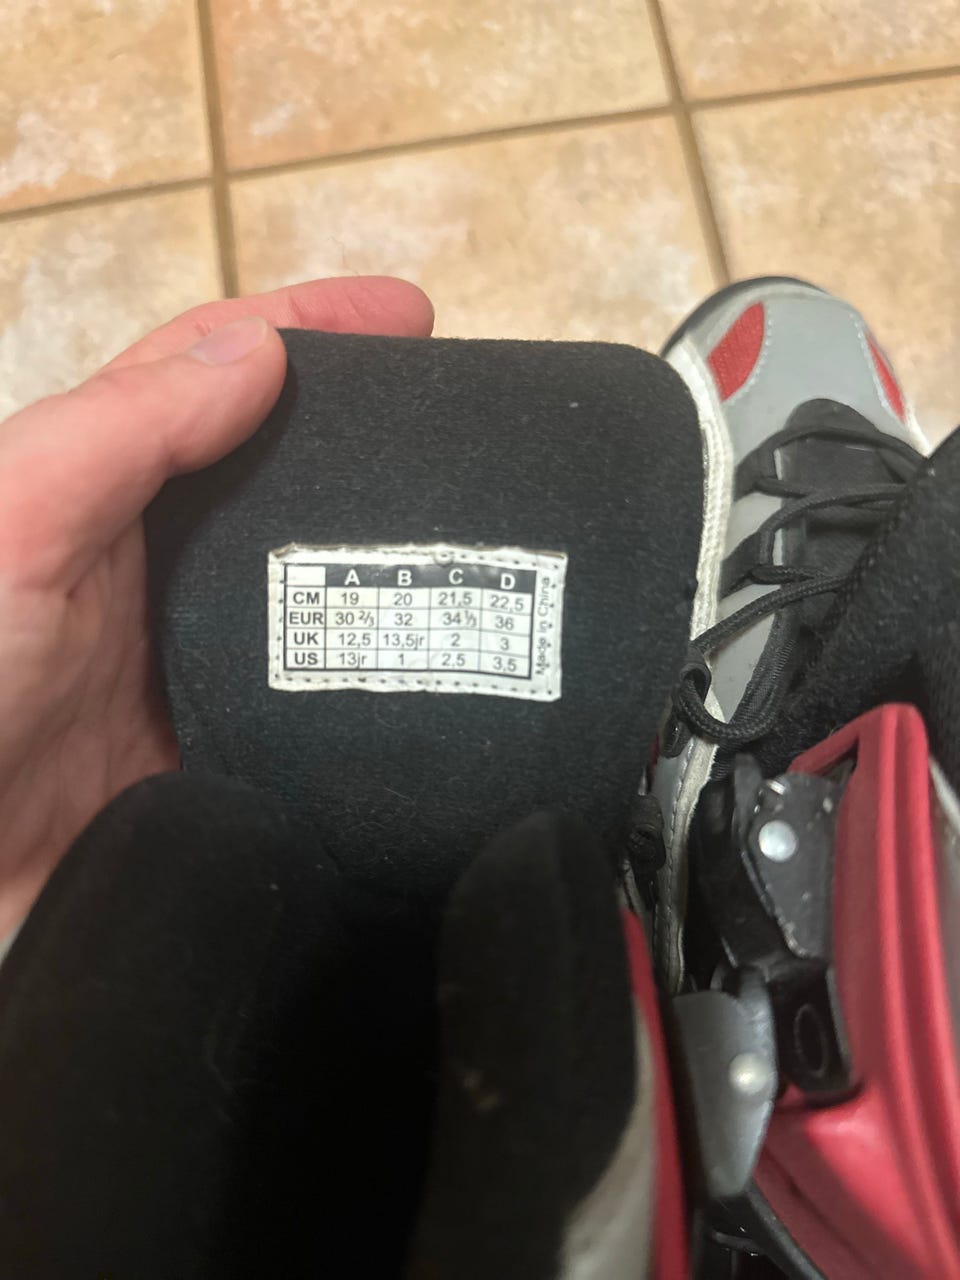 A B C D
CM 19 20 21,5 22,5
EUR 30 ⅔ 32 34 ⅓ 36
UK 12,5 13,5jr 2 3
US 13jr 1 2,5 3,5
Made in China